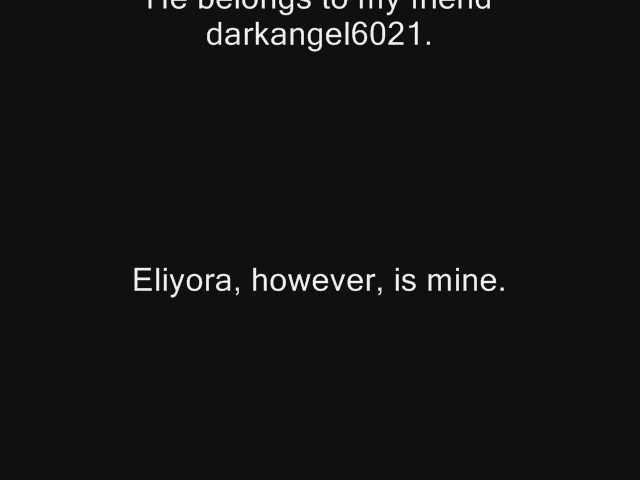 He belongs to my friend
darkangel6021.
Eliyora, however, is mine.